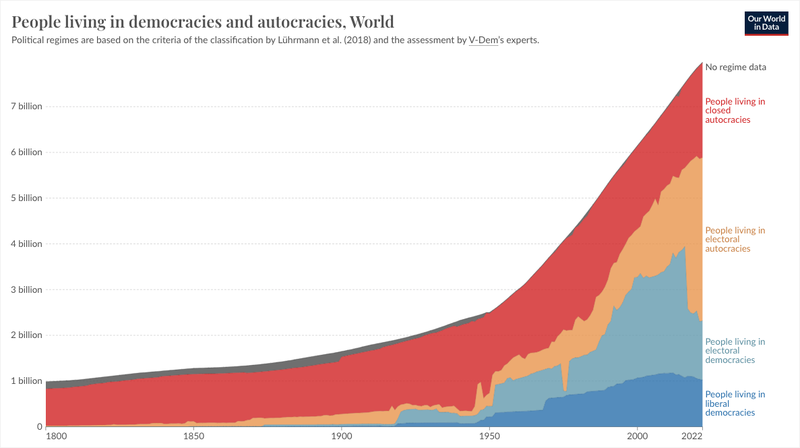 People living in democracies and autocracies, World
Our World
in Data
Political regimes are based on the criteria of the classification by Lührmann et al. (2018) and the assessment by V-Dem's experts.
No regime data
7 billion
People living in
closed
autocracies
6 billion
5 billion
People living in
electoral
autocracies
4 billion
3 billion
2 billion
People living in
electoral
democracies
1 billion
People living in
liberal
democracies
0
1800
1850
1900
1950
2000
2022